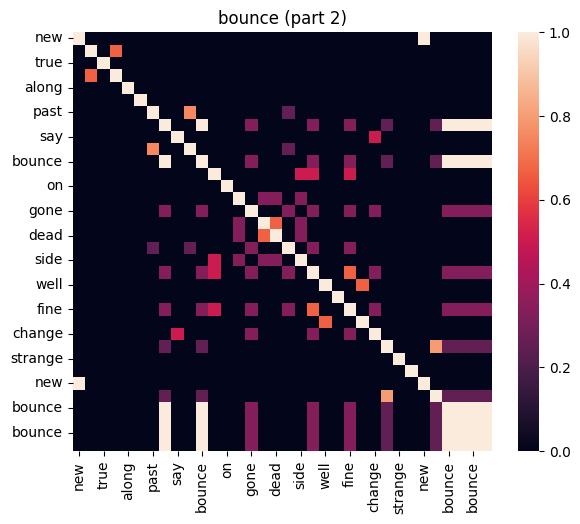 bounce (part 2)
new
true
along
past
say
bounce
on
gone
dead
side
well
fine
change
strange
new
bounce
bounce
1.0
0.8
0.6
0.4
0.2
0.0
new
true
along
past
say
bounce
on
gone
dead
side
well
fine
change
strange
new
bounce
bounce